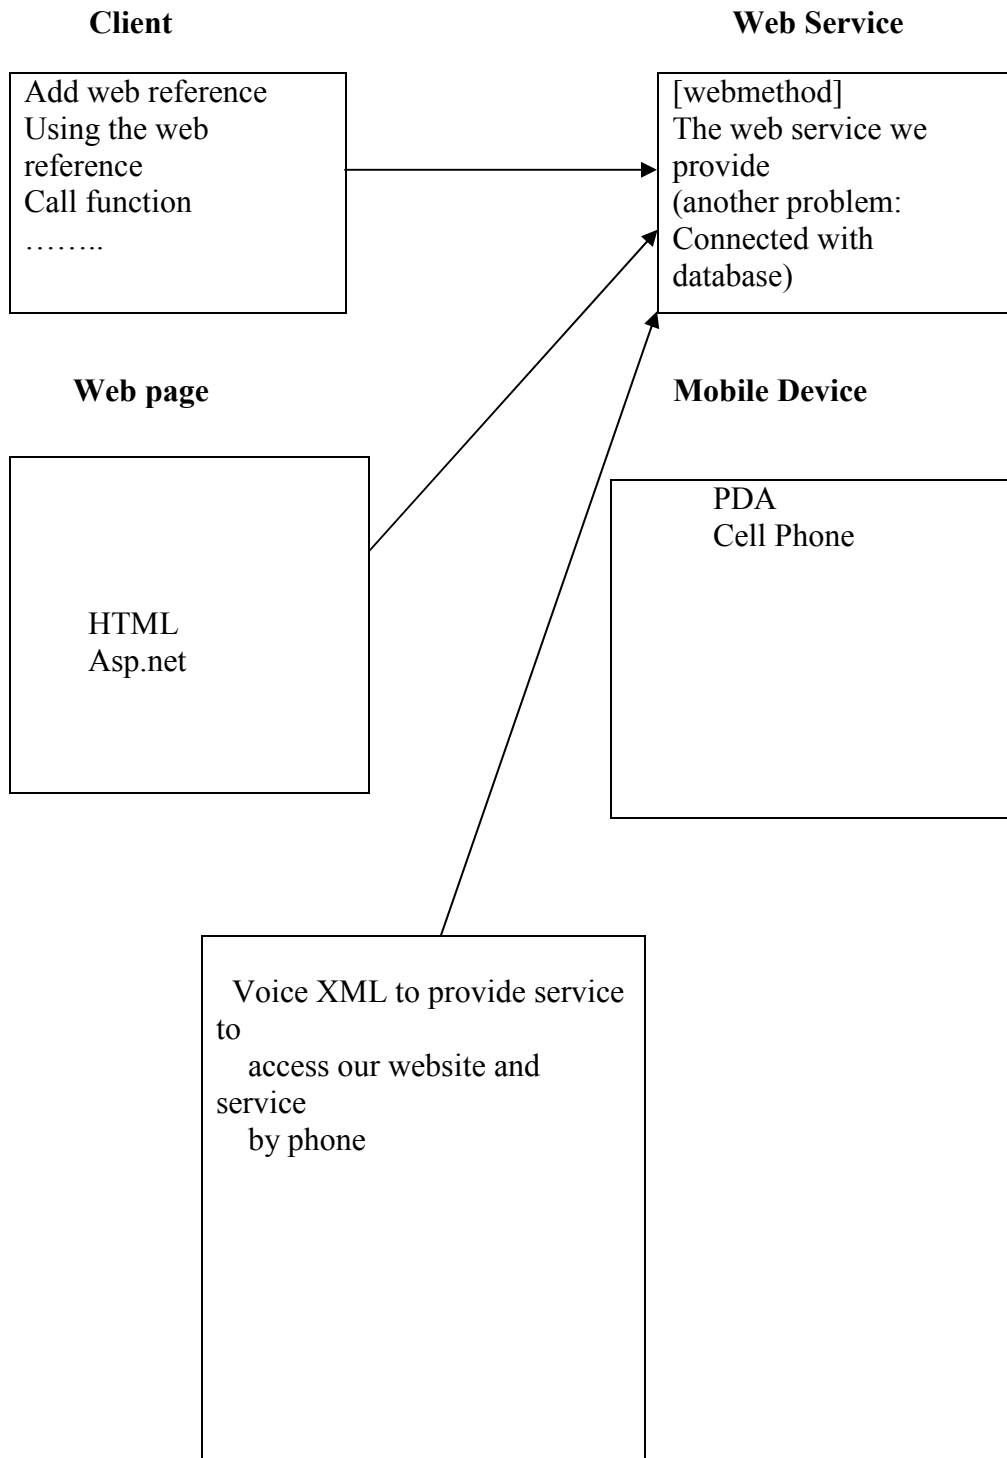 Client
Web Service
Add web reference
Using the web
reference
Call function
……..
[webmethod]
The web service we
provide
(another problem:
Connected with
database)
Web page
Mobile Device
HTML
Asp.net
PDA
Cell Phone
Voice XML to provide service
to
access our website and
service
by phone